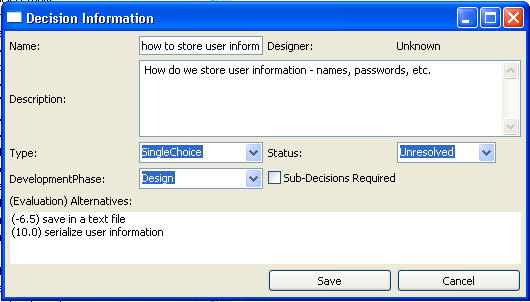 Decision Information
Name: how to store user inform Designer: Unknown
Description: How do we store user information - names, passwords, etc.
Type: SingleChoice Status: Unresolved
DevelopmentPhase: Design Sub-Decisions Required
(Evaluation) Alternatives:
(-6.5) save in a text file
(10.0) serialize user information
Save Cancel